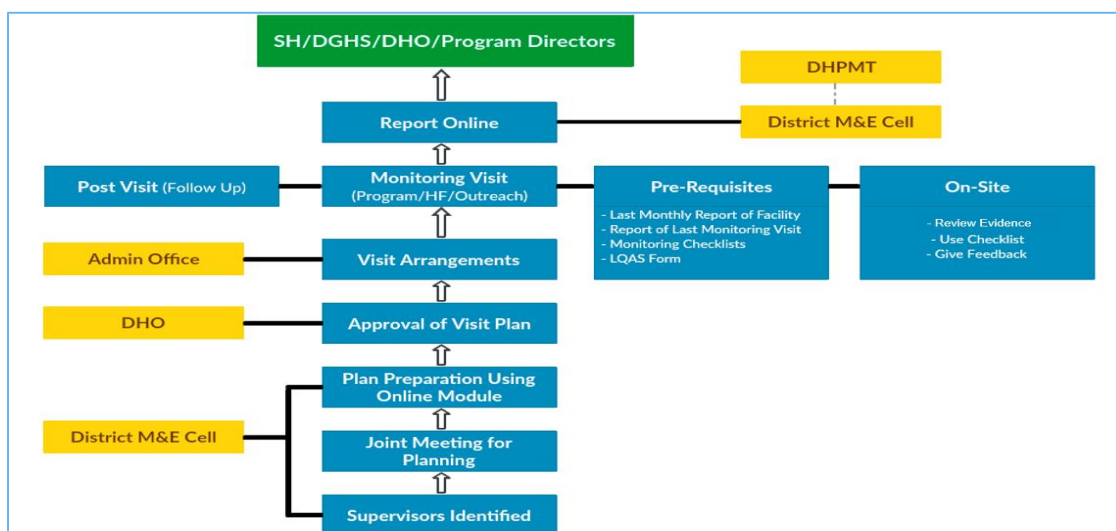 SH/DGHS/DHO/Program Directors
DHPMT
Report Online
District M&E Cell
Post Visit (Follow Up)
Monitoring Visit
(Program/HF/Outreach)
Pre-Requisites
- Last Monthly Report of Facility
- Report of Last Monitoring Visit
- Monitoring Checklists
- LQAS Form
On-Site
- Review Evidence
- Use Checklist
- Give Feedback
Admin Office
Visit Arrangements
DHO
Approval of Visit Plan
Plan Preparation Using
Online Module
District M&E Cell
Joint Meeting for
Planning
Supervisors Identified